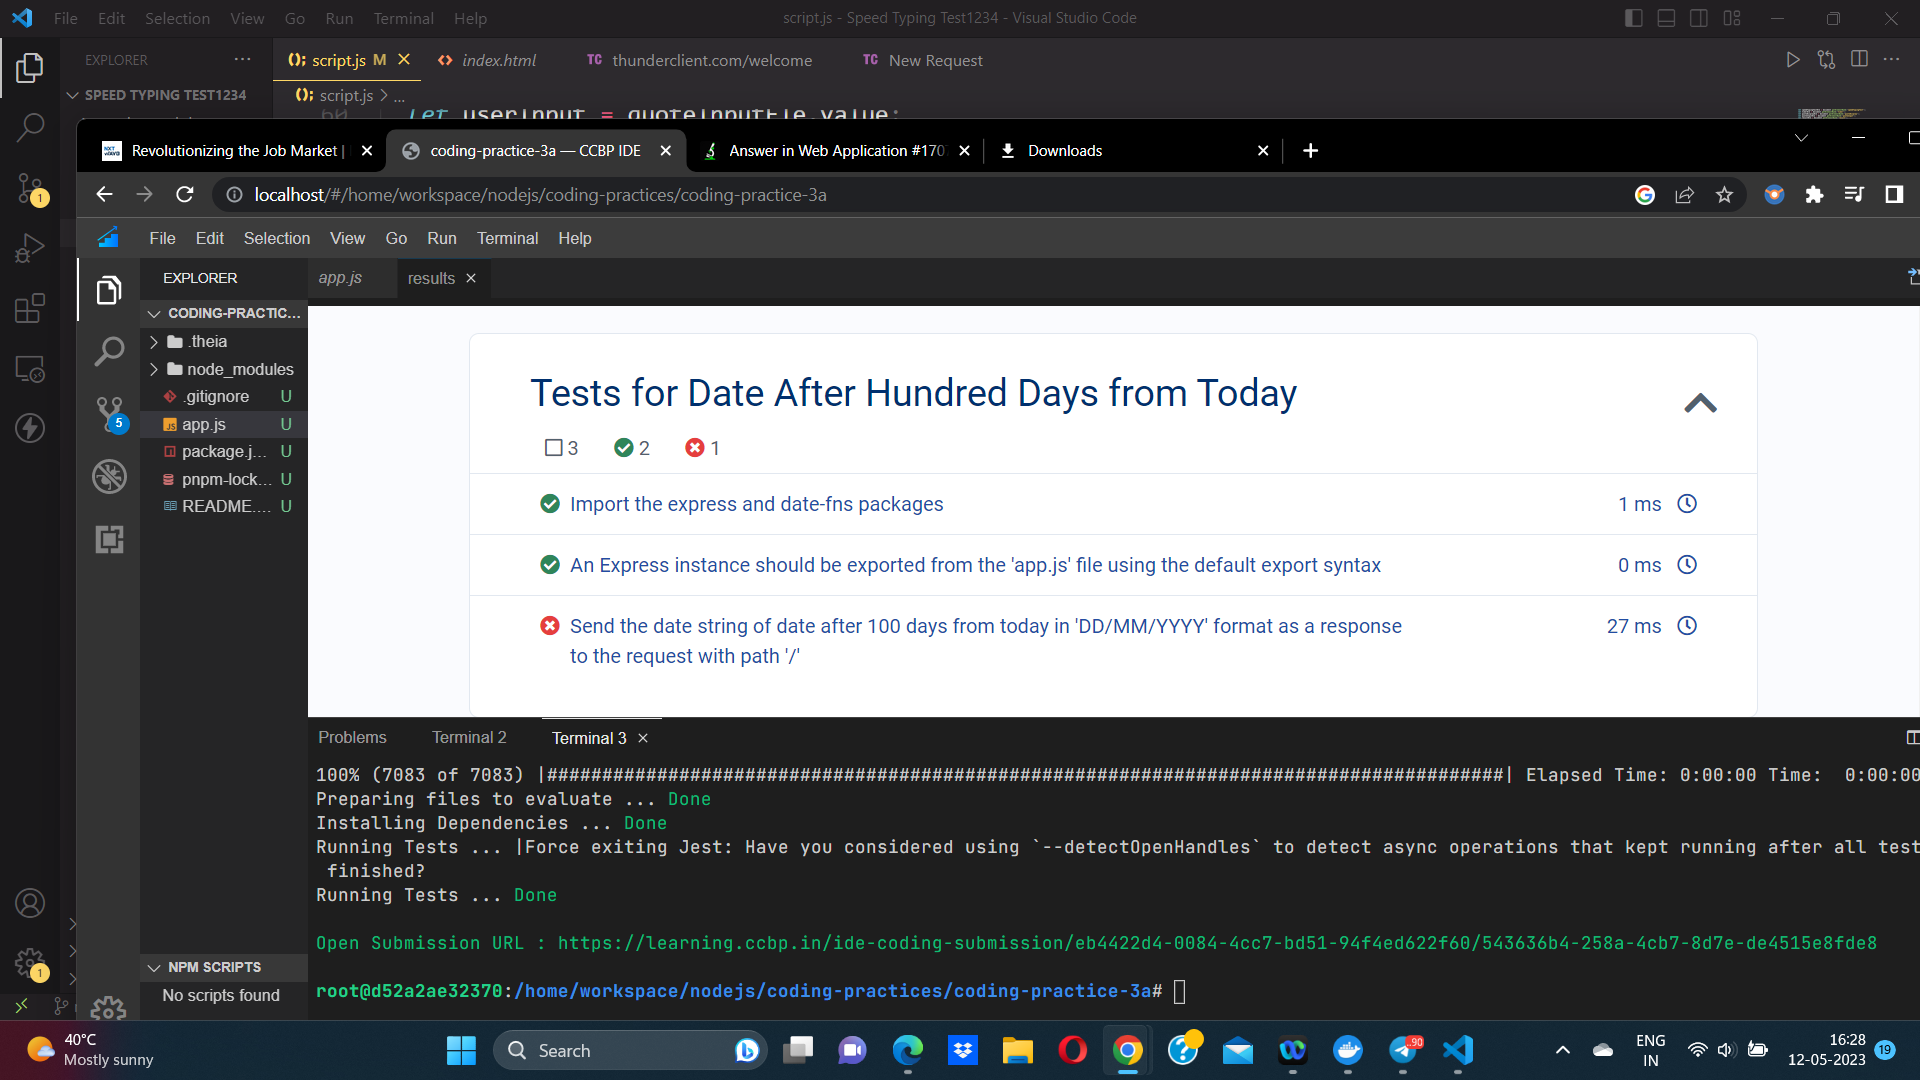 File Edit Selection View Go Run Terminal Help
script.js - Speed Typing Test1234 - Visual Studio Code
EXPLORER
script.js M
index.html
TC thunderclient.com/welcome
TC New Request
SPEED TYPING TEST1234
script.js > ...
60 let userInput = quoteInputEle.value;
Revolutionizing the Job Market |
coding-practice-3a — CCBP IDE
Answer in Web Application #170
Downloads
localhost/#/home/workspace/nodejs/coding-practices/coding-practice-3a
File Edit Selection View Go Run Terminal Help
EXPLORER
app.js
results
CODING-PRACTIC...
.theia
node_modules
.gitignore U
app.js U
package.j... U
pnpm-lock... U
README.... U
1
5
Tests for Date After Hundred Days from Today
3 2 1
Import the express and date-fns packages 1 ms
An Express instance should be exported from the 'app.js' file using the default export syntax 0 ms
Send the date string of date after 100 days from today in 'DD/MM/YYYY' format as a response 27 ms
to the request with path '/'
Problems Terminal 2 Terminal 3
100% (7083 of 7083) |#######################################################################################| Elapsed Time: 0:00:00 Time:  0:00:00
Preparing files to evaluate ... Done
Installing Dependencies ... Done
Running Tests ... |Force exiting Jest: Have you considered using `--detectOpenHandles` to detect async operations that kept running after all test
finished?
Running Tests ... Done
Open Submission URL : https://learning.ccbp.in/ide-coding-submission/eb4422d4-0084-4cc7-bd51-94f4ed622f60/543636b4-258a-4cb7-8d7e-de4515e8fde8
root@d52a2ae32370:/home/workspace/nodejs/coding-practices/coding-practice-3a#
NPM SCRIPTS
No scripts found
1
40°C
Mostly sunny
Search
90
ENG
IN
16:28
12-05-2023
19